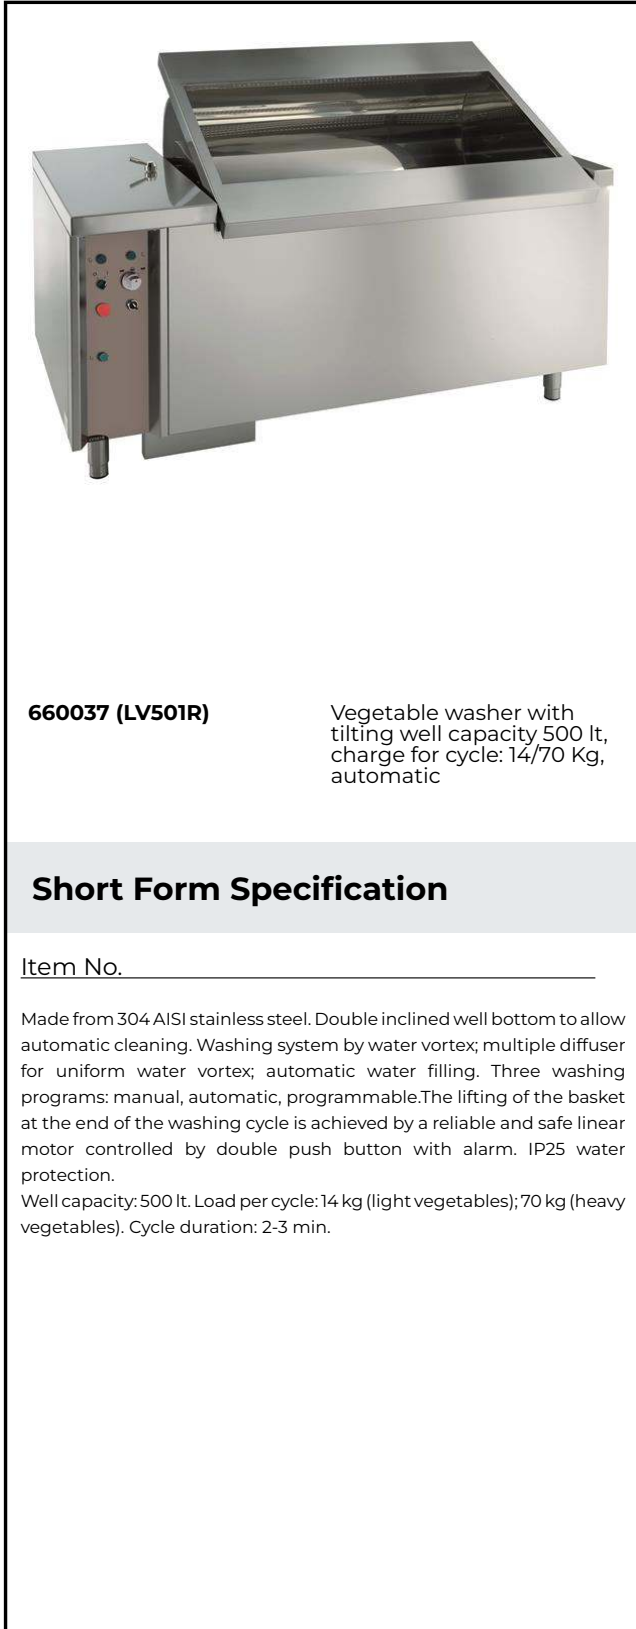 660037 (LV501R)
Vegetable washer with
tilting well capacity 500 lt,
charge for cycle: 14/70 Kg,
automatic
Short Form Specification
Item No.
Made from 304 AISI stainless steel. Double inclined well bottom to allow
automatic cleaning. Washing system by water vortex; multiple diffuser
for uniform water vortex; automatic water filling. Three washing
programs: manual, automatic, programmable.The lifting of the basket
at the end of the washing cycle is achieved by a reliable and safe linear
motor controlled by double push button with alarm. IP25 water
protection.
Well capacity: 500 lt. Load per cycle: 14 kg (light vegetables); 70 kg (heavy
vegetables). Cycle duration: 2-3 min.